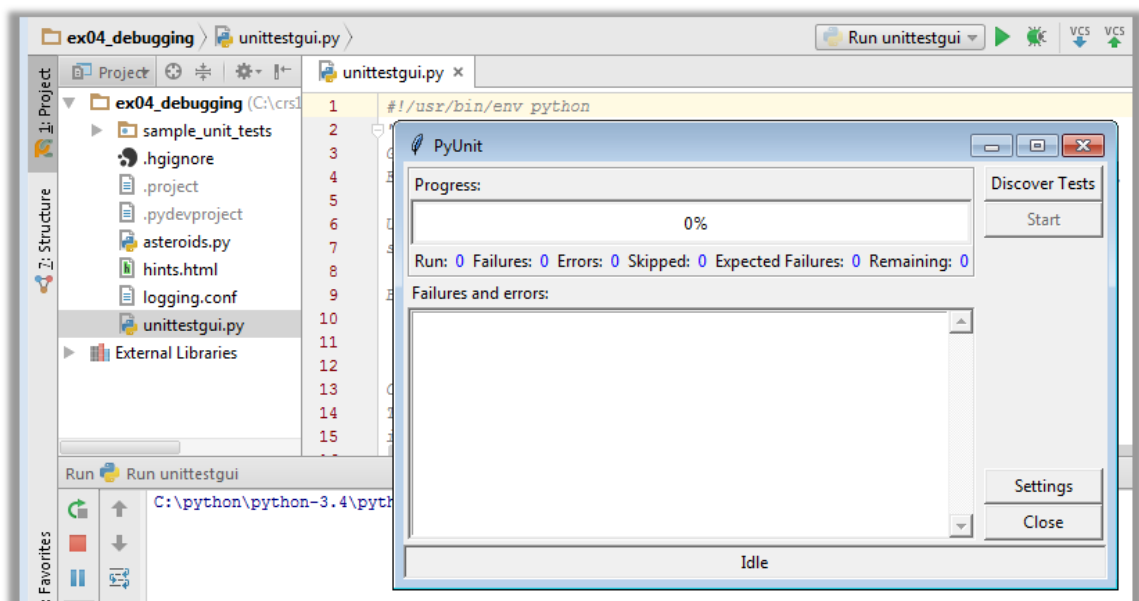 ex04_debugging unittestgui.py
Run unittestgui
VCS VCS
1: Project
Project
unittestgui.py ×
ex04_debugging (C:\crs1
sample_unit_tests
.hgignore
.project
.pydevproject
asteroids.py
hints.html
logging.conf
unittestgui.py
External Libraries
7: Structure
Favorites
1 #!/usr/bin/env python
2
3
4
5
6
7
8
9
10
11
12
13
14
15
PyUnit
Progress:
0%
Run: 0 Failures: 0 Errors: 0 Skipped: 0 Expected Failures: 0 Remaining: 0
Failures and errors:
Discover Tests
Start
Settings
Close
Idle
Run Run unittestgui
C:\python\python-3.4\pyth